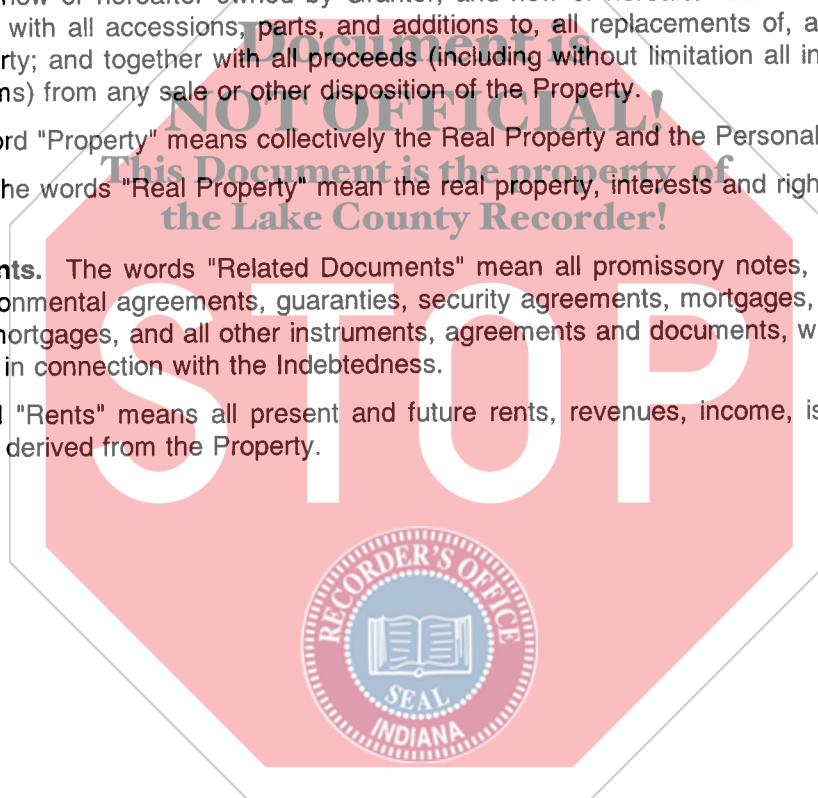 now or hereafter owned by Grantor, and now or hereafter
with all accessions, parts, and additions to, all replacements of, a
rty; and together with all proceeds (including without limitation all in
ns) from any sale or other disposition of the Property.
ord "Property" means collectively the Real Property and the Personal
he words "Real Property" mean the real property, interests and righ
nts. The words "Related Documents" mean all promissory notes,
onmental agreements, guaranties, security agreements, mortgages,
nortgages, and all other instruments, agreements and documents, w
in connection with the Indebtedness.
"Rents" means all present and future rents, revenues, income, is
derived from the Property.
Document is
NOT OFFICIAL!
This Document is the property of
the Lake County Recorder!
STOP
RECORDER'S OFFICE
SEAL
INDIANA